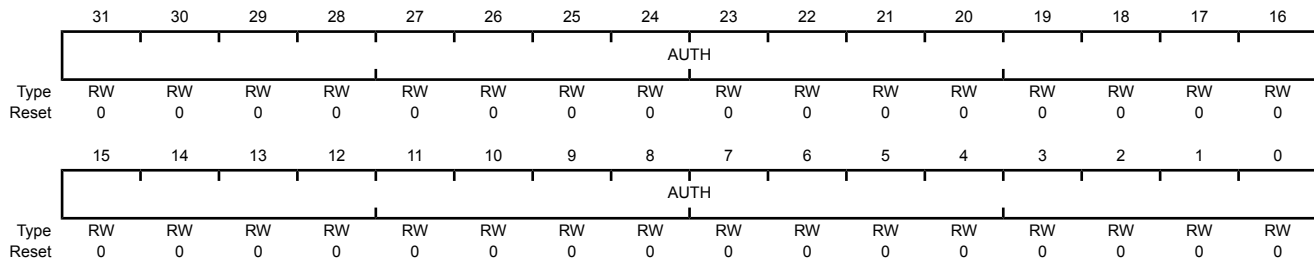 31 30 29 28 27 26 25 24 23 22 21 20 19 18 17 16
AUTH
Type RW RW RW RW RW RW RW RW RW RW RW RW RW RW RW RW
Reset 0 0 0 0 0 0 0 0 0 0 0 0 0 0 0 0
15 14 13 12 11 10 9 8 7 6 5 4 3 2 1 0
AUTH
Type RW RW RW RW RW RW RW RW RW RW RW RW RW RW RW RW
Reset 0 0 0 0 0 0 0 0 0 0 0 0 0 0 0 0